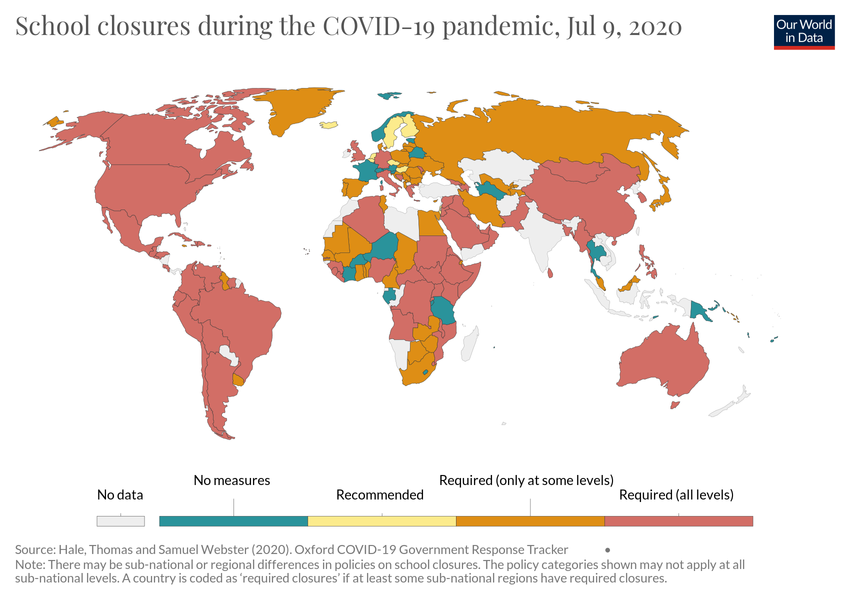 School closures during the COVID-19 pandemic, Jul 9, 2020
Our World
in Data
No data
No measures
Recommended
Required (only at some levels)
Required (all levels)
Source: Hale, Thomas and Samuel Webster (2020). Oxford COVID-19 Government Response Tracker •
Note: There may be sub-national or regional differences in policies on school closures. The policy categories shown may not apply at all
sub-national levels. A country is coded as 'required closures' if at least some sub-national regions have required closures.